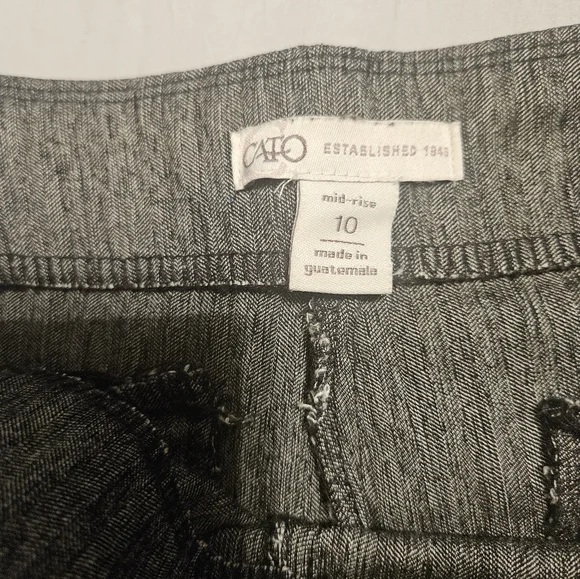 CATO ESTABLISHED 1946
mid-rise
10
made in
guatemala